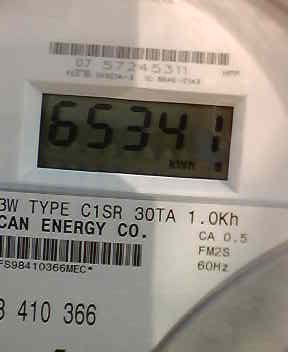 07 57245311
65341
KWH
3W TYPE C1SR 30TA 1.0Kh
CAN ENERGY CO.
CA 0.5
FM2S
60Hz
FS98410366MEC*
3 410 366